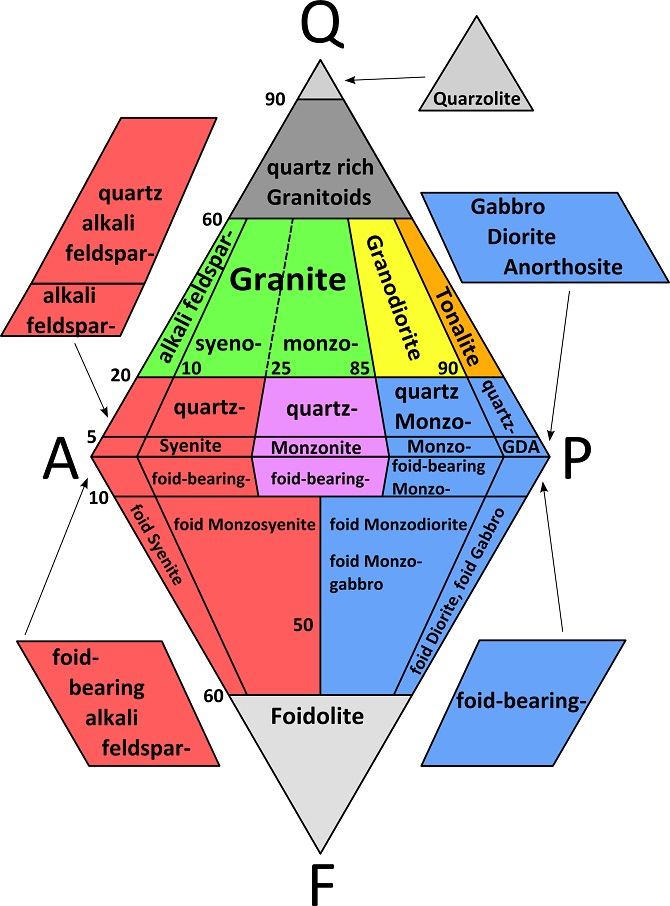 Q
90
Quarzolite
quartz rich
Granitoids
quartz
alkali
feldspar-
alkali
feldspar-
60
Gabbro
Diorite
Anorthosite
alkali feldspar-
Granite
syeno-
monzo-
Granodiorite
Tonalite
20
10
25
85
90
quartz-
quartz-
quartz
Monzo-
quartz-
5
Syenite
Monzonite
Monzo-
GDA
A
P
foid-bearing-
foid-bearing-
foid-bearing
Monzo-
10
foid Syenite
foid Monzosyenite
foid Monzodiorite
foid Monzo-
gabbro
foid Diorite, foid Gabbro
50
foid-
bearing
alkali
feldspar-
foid-bearing-
60
Foidolite
F